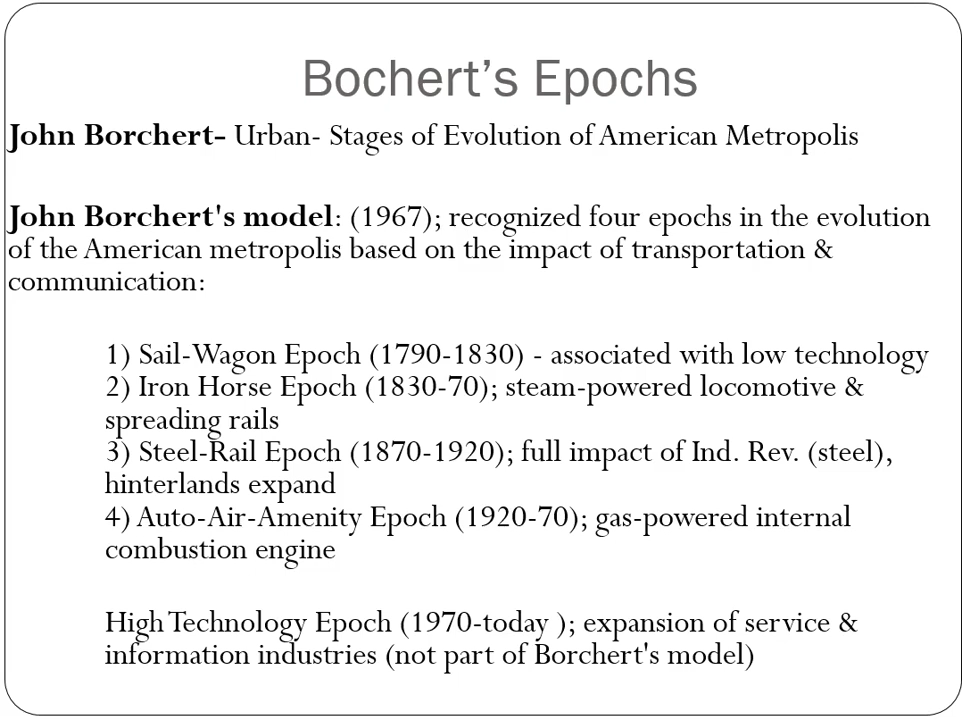 Bochert’s Epochs
John Borchert- Urban- Stages of Evolution of American Metropolis
John Borchert's model: (1967); recognized four epochs in the evolution
of the American metropolis based on the impact of transportation &
communication:
1) Sail-Wagon Epoch (1790-1830) - associated with low technology
2) Iron Horse Epoch (1830-70); steam-powered locomotive &
spreading rails
3) Steel-Rail Epoch (1870-1920); full impact of Ind. Rev. (steel),
hinterlands expand
4) Auto-Air-Amenity Epoch (1920-70); gas-powered internal
combustion engine
High Technology Epoch (1970-today ); expansion of service &
information industries (not part of Borchert's model)